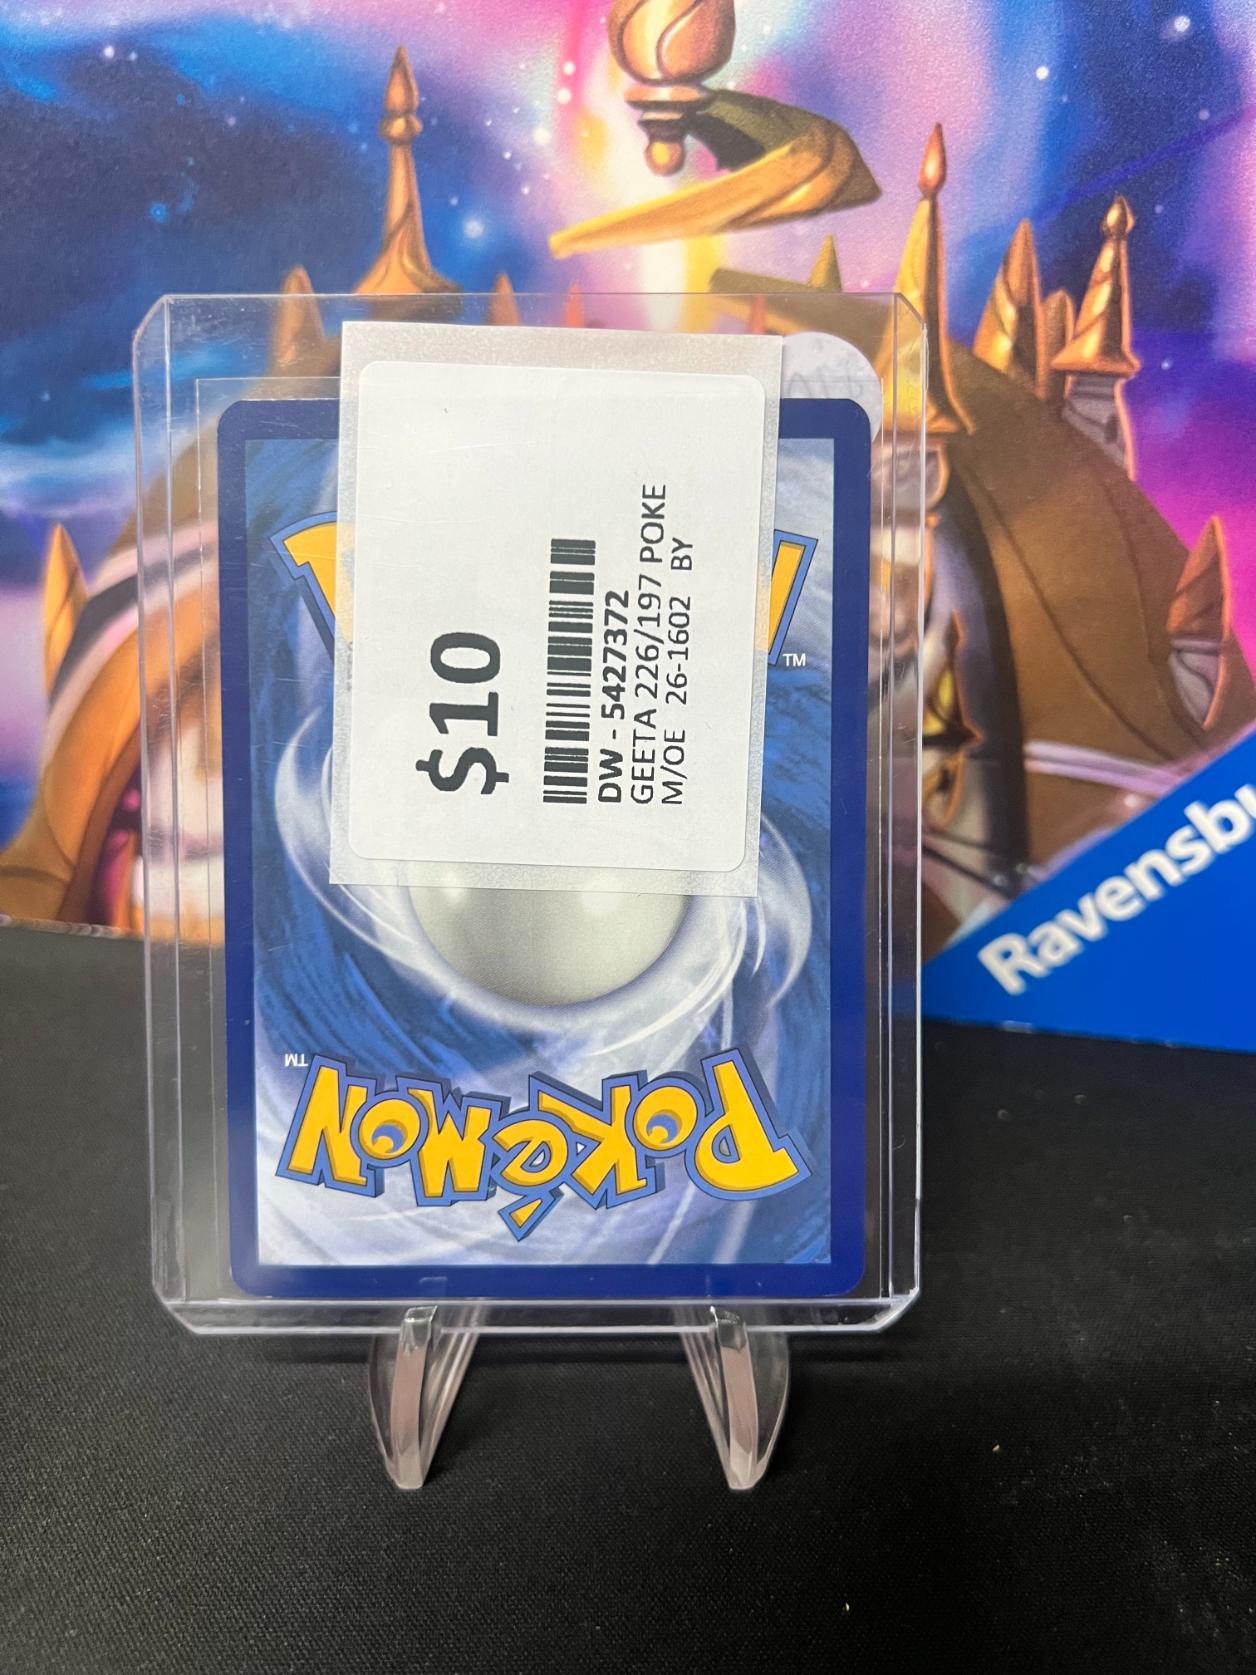 $10
DW - 5427372
GEETA 226/197 POKE
M/OE 26-1602 BY
TM
TM
POKéMON
Ravensbu